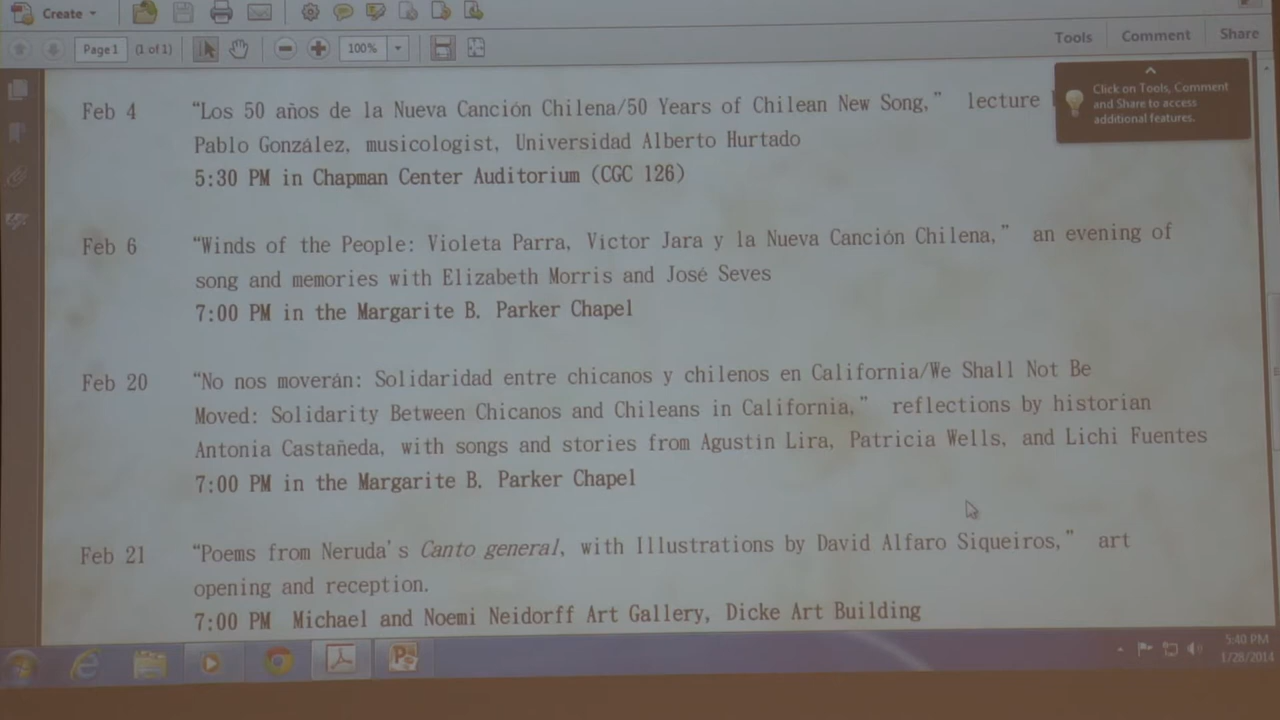 Create
Page 1 (1 of 1) 100% Tools Comment Share
Click on Tools, Comment
and Share to access
additional features.
Feb 4 “Los 50 años de la Nueva Canción Chilena/50 Years of Chilean New Song,” lecture
Pablo González, musicologist, Universidad Alberto Hurtado
5:30 PM in Chapman Center Auditorium (CGC 126)
Feb 6 “Winds of the People: Violeta Parra, Víctor Jara y la Nueva Canción Chilena,” an evening of
song and memories with Elizabeth Morris and José Seves
7:00 PM in the Margarite B. Parker Chapel
Feb 20 “No nos moverán: Solidaridad entre chicanos y chilenos en California/We Shall Not Be
Moved: Solidarity Between Chicanos and Chileans in California,” reflections by historian
Antonia Castañeda, with songs and stories from Agustín Lira, Patricia Wells, and Lichi Fuentes
7:00 PM in the Margarite B. Parker Chapel
Feb 21 “Poems from Neruda's Canto general, with Illustrations by David Alfaro Siqueiros,” art
opening and reception.
7:00 PM Michael and Noemi Neidorff Art Gallery, Dicke Art Building
5:40 PM
1/28/2014